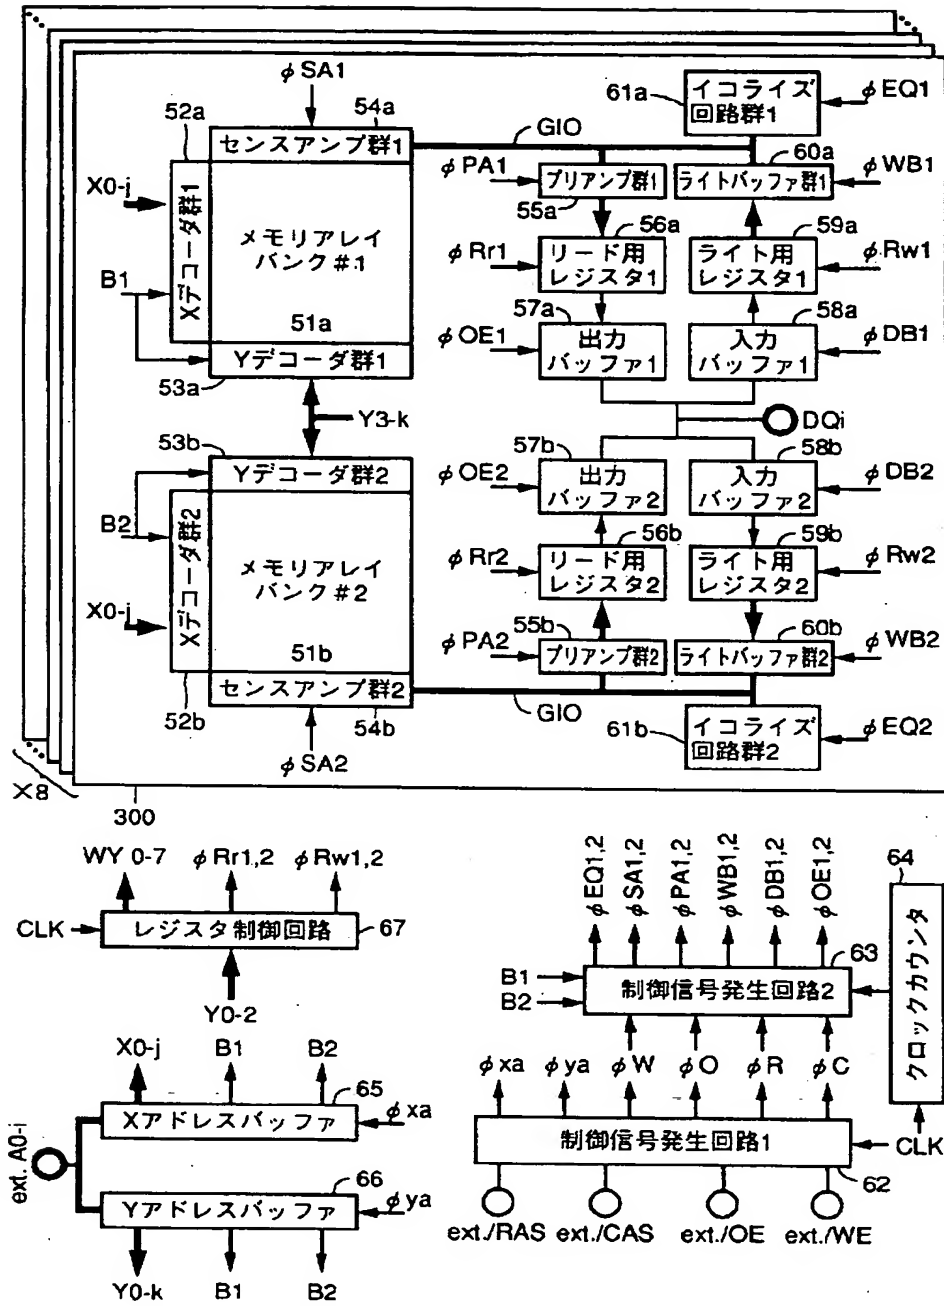 φSA1
52a
54a
センスアンプ群1
GIO
61a
イコライズ
回路群1
φEQ1
X0-j
B1
Xデコーダ群1
メモリアレイ
バンク#1
51a
Yデコーダ群1
53a
φPA1
プリアンプ群1
55a
60a
ライトバッファ群1
φWB1
φRr1
56a
リード用
レジスタ1
59a
ライト用
レジスタ1
φRw1
φOE1
57a
出力
バッファ1
58a
入力
バッファ1
φDB1
Y3-k
DQi
53b
Yデコーダ群2
B2
X0-j
Xデコーダ群2
メモリアレイ
バンク#2
51b
センスアンプ群2
52b
54b
φSA2
φOE2
57b
出力
バッファ2
58b
入力
バッファ2
φDB2
φRr2
56b
リード用
レジスタ2
59b
ライト用
レジスタ2
φRw2
φPA2
55b
プリアンプ群2
60b
ライトバッファ群2
φWB2
GIO
61b
イコライズ
回路群2
φEQ2
X8
300
WY 0-7
φRr1,2
φRw1,2
CLK
レジスタ制御回路
67
Y0-2
X0-j
B1
B2
65
Xアドレスバッファ
φxa
ext. A0-i
66
Yアドレスバッファ
φya
Y0-k
B1
B2
φEQ1,2
φSA1,2
φPA1,2
φWB1,2
φDB1,2
φOE1,2
64
クロックカウンタ
63
B1
B2
制御信号発生回路2
φxa
φya
φW
φO
φR
φC
制御信号発生回路1
CLK
62
ext./RAS
ext./CAS
ext./OE
ext./WE